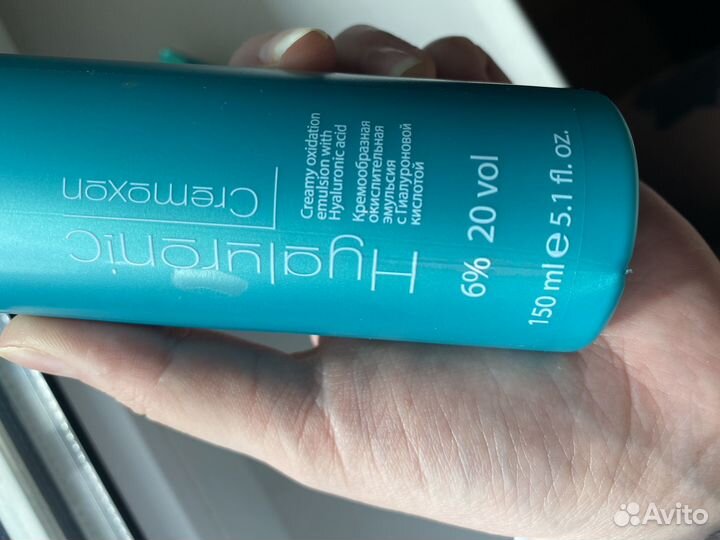 Hyaluronic
Cremoxon
Creamy oxidation
emulsion with
Hyaluronic acid
Кремообразная
окислительная
эмульсия
с Гиалуроновой
кислотой
6% 20 vol
150 ml e 5.1 fl. oz.
Avito